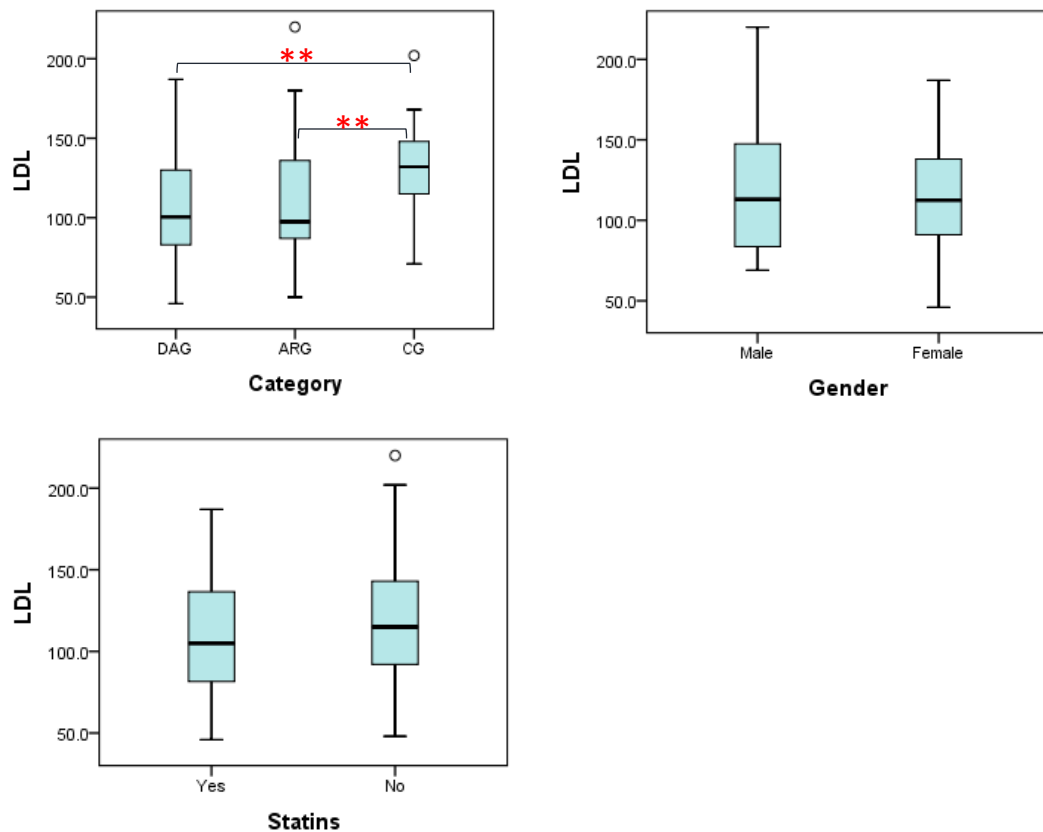 LDL
200.0
150.0
100.0
50.0
**
**
DAG ARG CG
Category
LDL
200.0
150.0
100.0
50.0
Male Female
Gender
LDL
200.0
150.0
100.0
50.0
Yes No
Statins